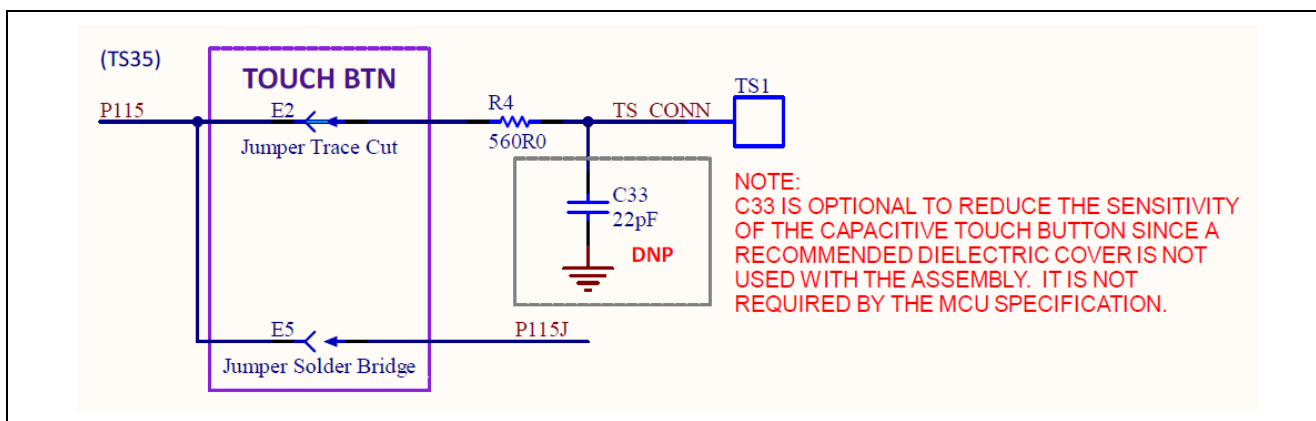 (TS35)
TOUCH BTN
P115
E2
Jumper Trace Cut
R4
560R0
TS_CONN
TS1
C33
22pF
DNP
NOTE:
C33 IS OPTIONAL TO REDUCE THE SENSITIVITY
OF THE CAPACITIVE TOUCH BUTTON SINCE A
RECOMMENDED DIELECTRIC COVER IS NOT
USED WITH THE ASSEMBLY.  IT IS NOT
REQUIRED BY THE MCU SPECIFICATION.
E5
Jumper Solder Bridge
P115J